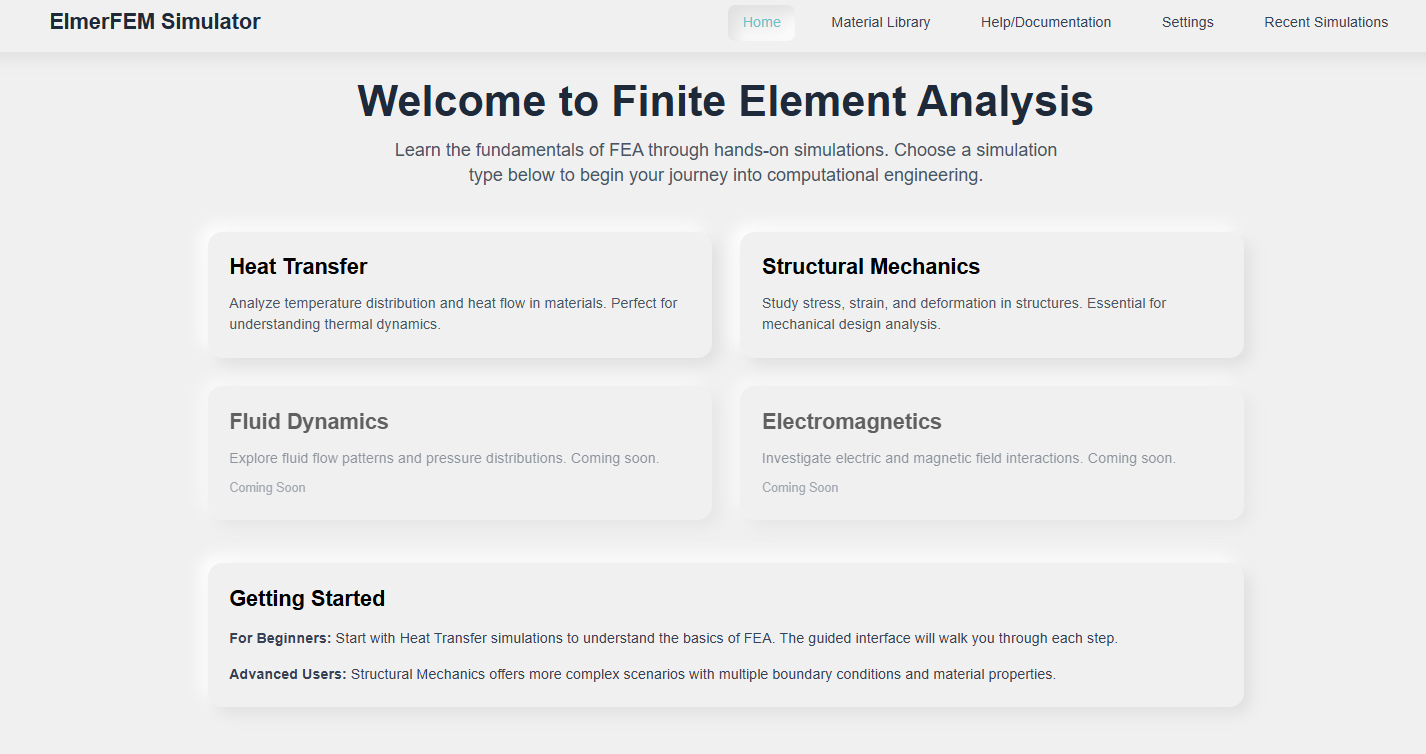 ElmerFEM Simulator
Home
Material Library
Help/Documentation
Settings
Recent Simulations
Welcome to Finite Element Analysis
Learn the fundamentals of FEA through hands-on simulations. Choose a simulation
type below to begin your journey into computational engineering.
Heat Transfer
Analyze temperature distribution and heat flow in materials. Perfect for
understanding thermal dynamics.
Structural Mechanics
Study stress, strain, and deformation in structures. Essential for
mechanical design analysis.
Fluid Dynamics
Explore fluid flow patterns and pressure distributions. Coming soon.
Coming Soon
Electromagnetics
Investigate electric and magnetic field interactions. Coming soon.
Coming Soon
Getting Started
For Beginners: Start with Heat Transfer simulations to understand the basics of FEA. The guided interface will walk you through each step.
Advanced Users: Structural Mechanics offers more complex scenarios with multiple boundary conditions and material properties.